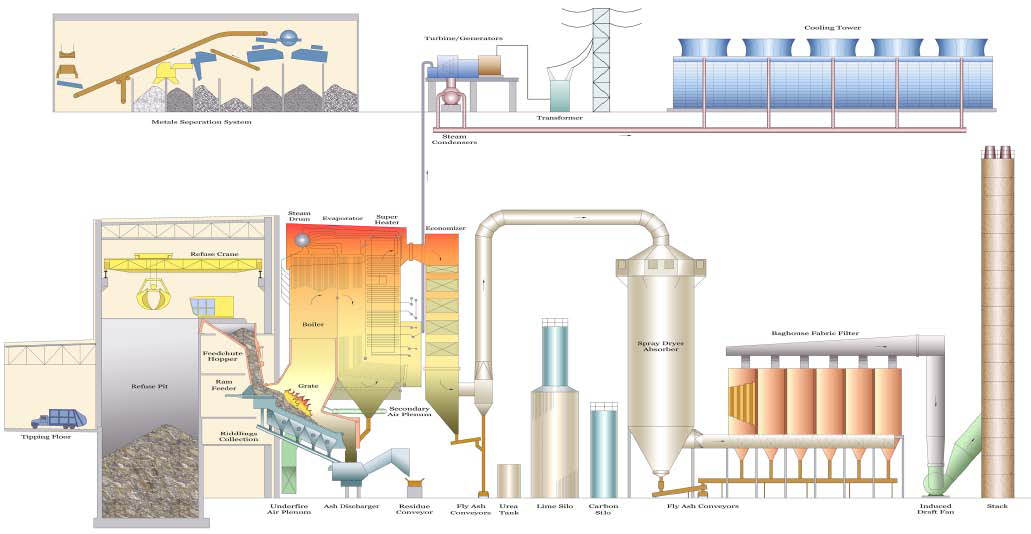 Turbine/Generators
Cooling Tower
Metals Seperation System
Transformer
Steam
Condensers
Steam
Drum
Evaporator
Super
Heater
Economizer
Refuse Crane
Boiler
Feedchute
Hopper
Ram
Feeder
Grate
Refuse Pit
Riddlings
Collection
Secondary
Air Plenum
Spray Dryer
Absorber
Baghouse Fabric Filter
Tipping Floor
Underfire
Air Plenum
Ash Discharger
Residue
Conveyor
Fly Ash
Conveyors
Urea
Tank
Lime Silo
Carbon
Silo
Fly Ash Conveyors
Induced
Draft Fan
Stack